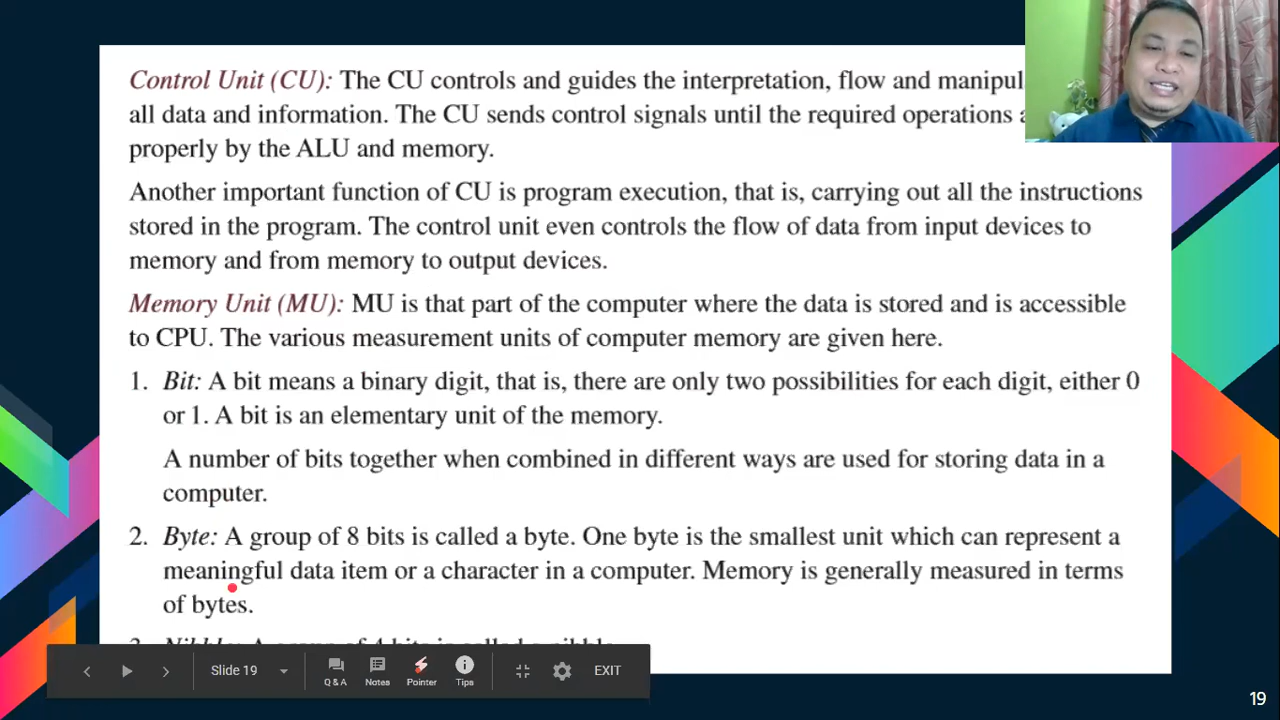 Control Unit (CU): The CU controls and guides the interpretation, flow and manipul
all data and information. The CU sends control signals until the required operations
properly by the ALU and memory.
Another important function of CU is program execution, that is, carrying out all the instructions
stored in the program. The control unit even controls the flow of data from input devices to
memory and from memory to output devices.
Memory Unit (MU): MU is that part of the computer where the data is stored and is accessible
to CPU. The various measurement units of computer memory are given here.
1. Bit: A bit means a binary digit, that is, there are only two possibilities for each digit, either 0
or 1. A bit is an elementary unit of the memory.
A number of bits together when combined in different ways are used for storing data in a
computer.
2. Byte: A group of 8 bits is called a byte. One byte is the smallest unit which can represent a
meaningful data item or a character in a computer. Memory is generally measured in terms
of bytes.
3. Nibble: A group of 4 bits is called a nibble.
Slide 19
Q & A
Notes
Pointer
Tips
EXIT
19